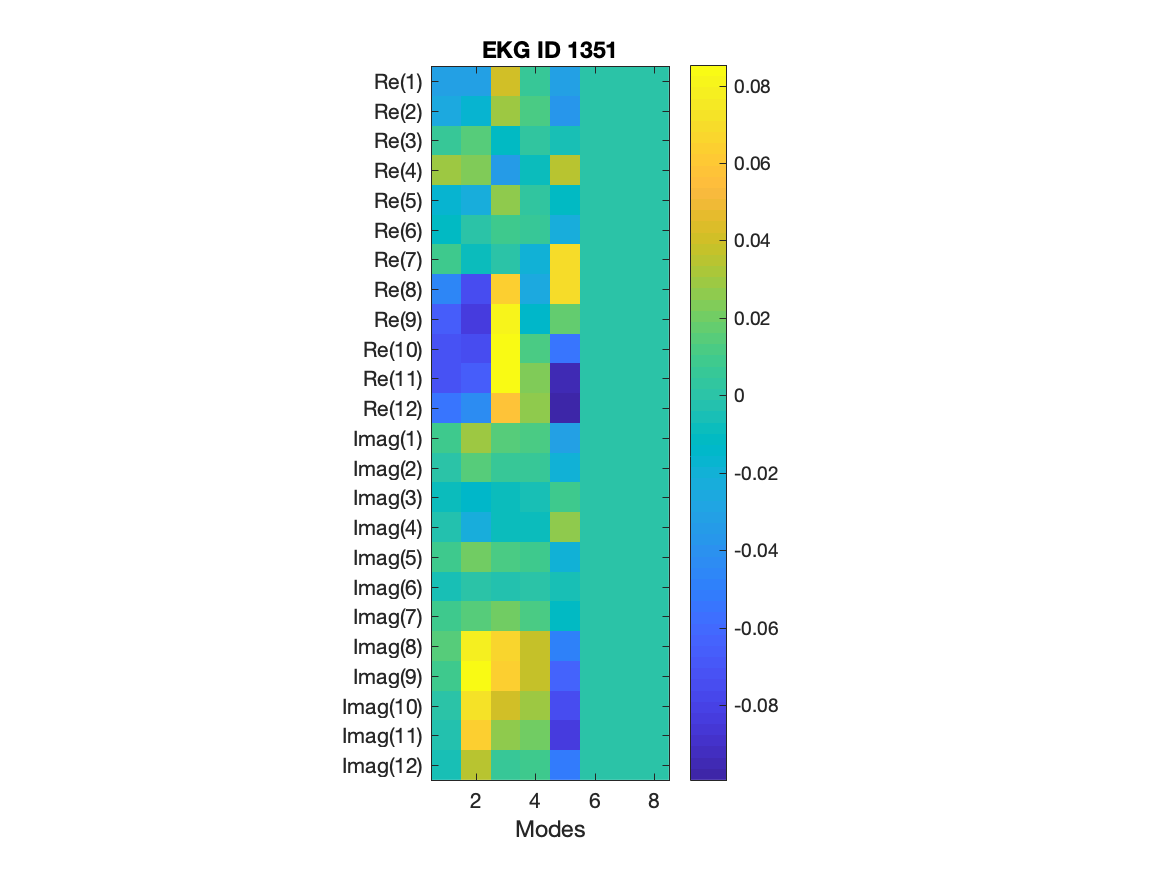 EKG ID 1351
Re(1)
Re(2)
Re(3)
Re(4)
Re(5)
Re(6)
Re(7)
Re(8)
Re(9)
Re(10)
Re(11)
Re(12)
Imag(1)
Imag(2)
Imag(3)
Imag(4)
Imag(5)
Imag(6)
Imag(7)
Imag(8)
Imag(9)
Imag(10)
Imag(11)
Imag(12)
2 4 6 8
Modes
0.08
0.06
0.04
0.02
0
-0.02
-0.04
-0.06
-0.08